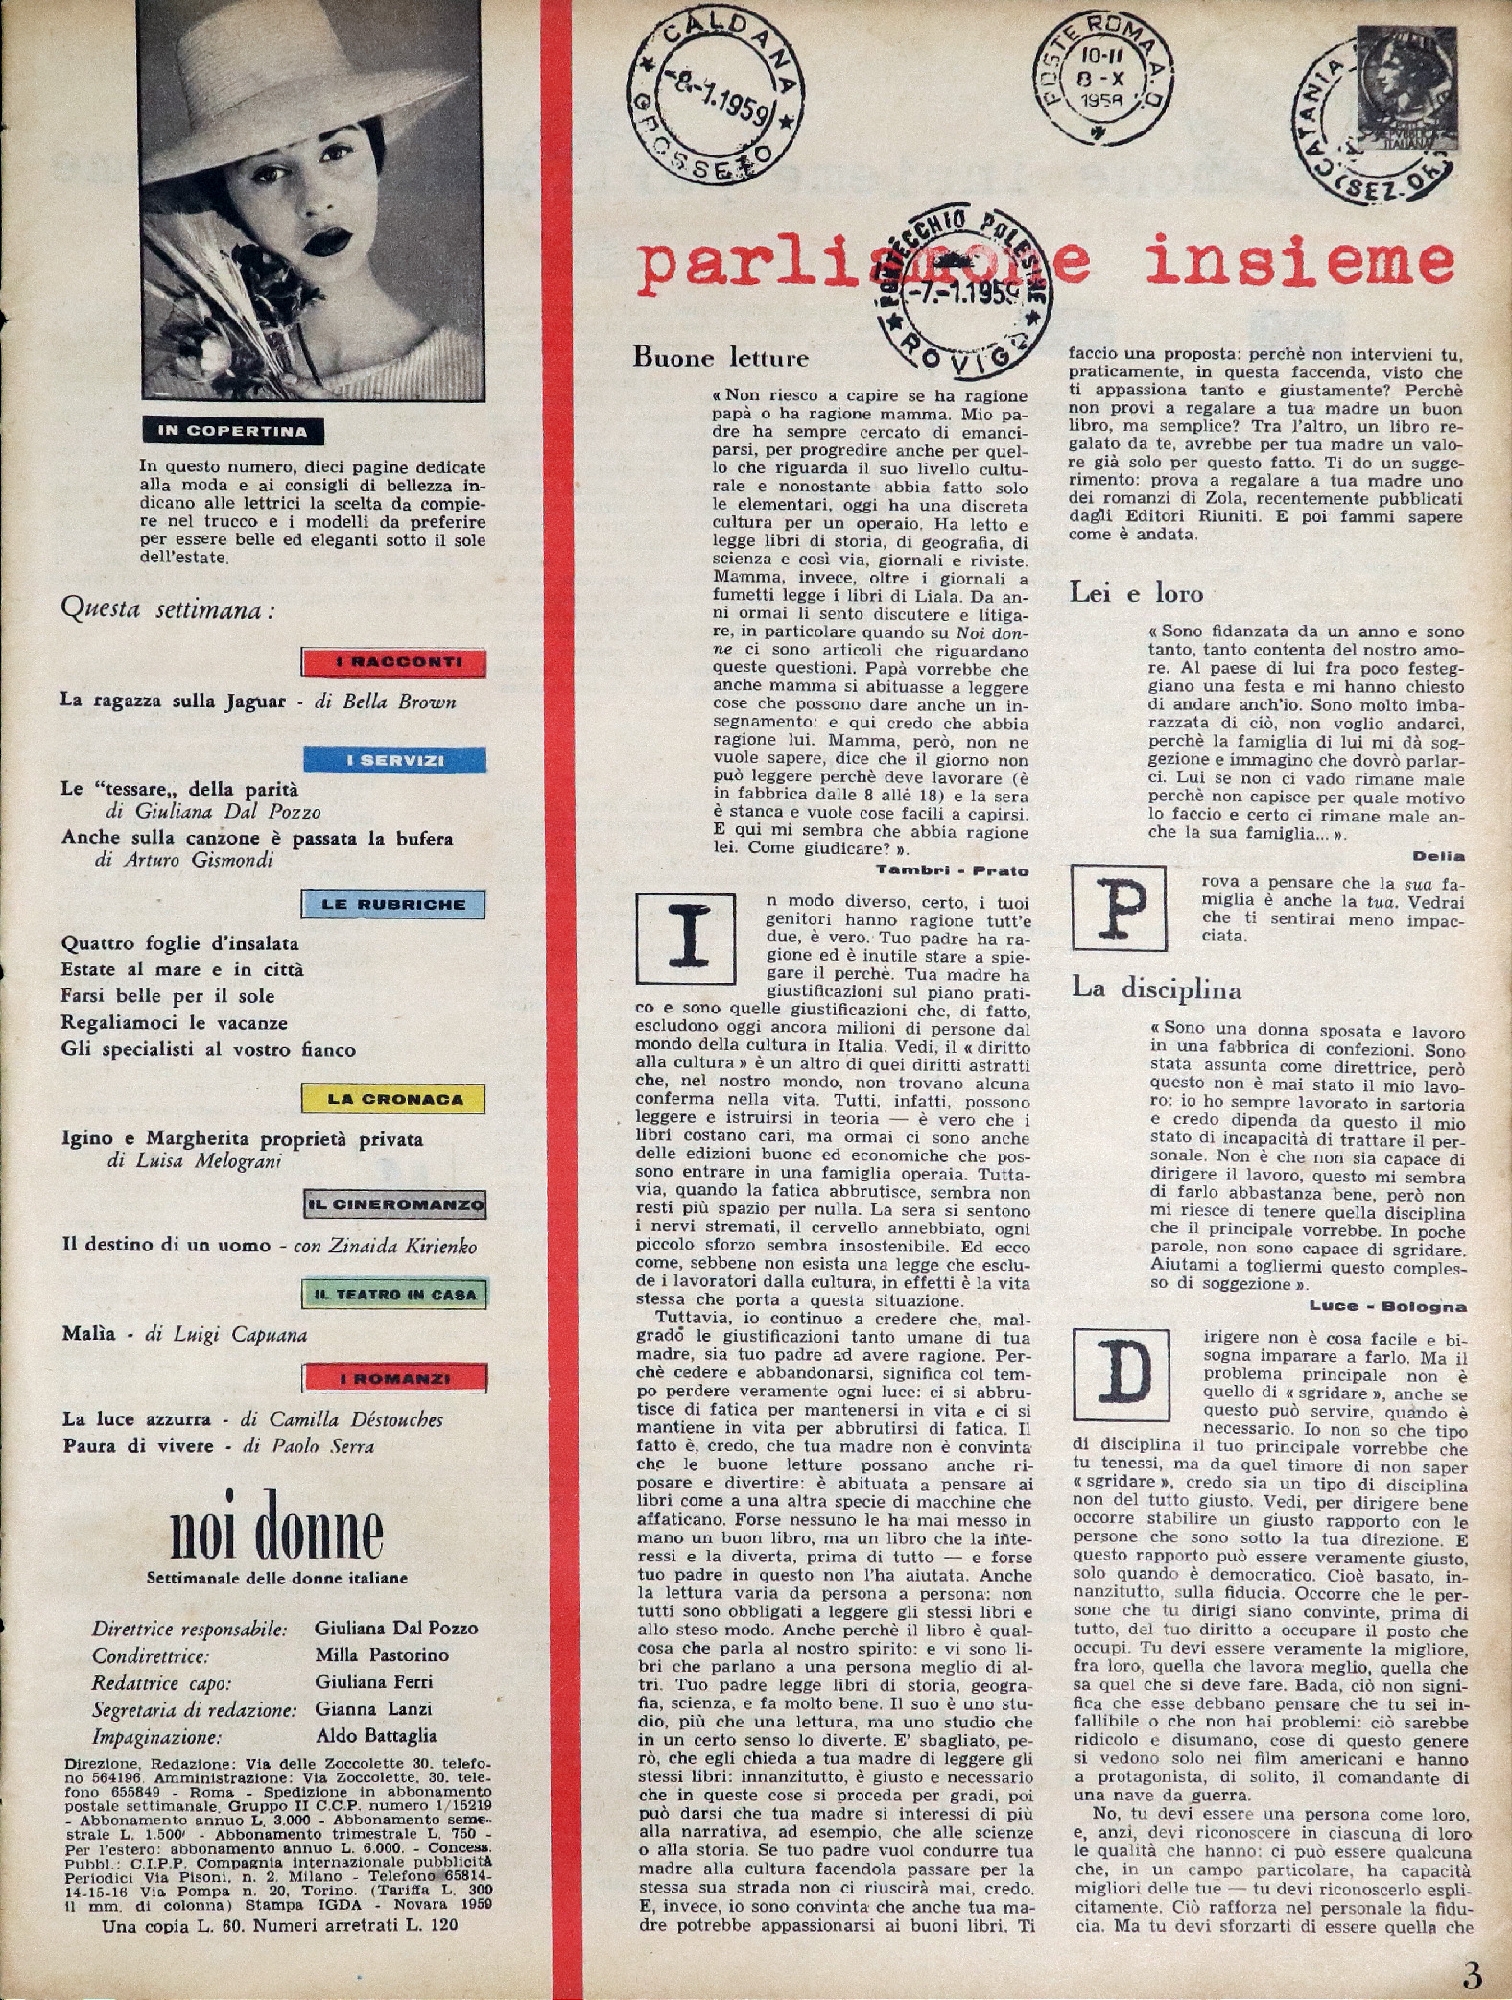 IN COPERTINA
In questo numero, dieci pagine dedicate
alla moda e ai consigli di bellezza in-
dicano alle lettrici la scelta da compie-
re nel trucco e i modelli da preferire
per essere belle ed eleganti sotto il sole
dell'estate.
Questa settimana :
I RACCONTI
La ragazza sulla Jaguar - di Bella Brown
I SERVIZI
Le "tessare„ della parità
di Giuliana Dal Pozzo
Anche sulla canzone è passata la bufera
di Arturo Gismondi
LE RUBRICHE
Quattro foglie d'insalata
Estate al mare e in città
Farsi belle per il sole
Regaliamoci le vacanze
Gli specialisti al vostro fianco
LA CRONACA
Igino e Margherita proprietà privata
di Luisa Melograni
IL CINEROMANZO
Il destino di un uomo - con Zinaida Kirienko
IL TEATRO IN CASA
Malìa - di Luigi Capuana
I ROMANZI
La luce azzurra - di Camilla Déstouches
Paura di vivere - di Paolo Serra
noi donne
Settimanale delle donne italiane
Direttrice responsabile: Giuliana Dal Pozzo
Condirettrice: Milla Pastorino
Redattrice capo: Giuliana Ferri
Segretaria di redazione: Gianna Lanzi
Impaginazione: Aldo Battaglia
Direzione, Redazione: Via delle Zoccolette 30. telefo-
no 564196. Amministrazione: Via Zoccolette, 30. tele-
fono 655849 - Roma - Spedizione in abbonamento
postale settimanale. Gruppo II C.C.P. numero 1/15219
- Abbonamento annuo L. 3.000 - Abbonamento seme-
strale L. 1.500 - Abbonamento trimestrale L. 750 -
Per l'estero: abbonamento annuo L. 6.000. - Concess.
Pubbl.: C.I.P.P. Compagnia internazionale pubblicità
Periodici Via Pisoni, n. 2, Milano - Telefono 65814-
14-15-16 Via Pompa n. 20, Torino. (Tariffa L. 300
il mm. di colonna) Stampa IGDA - Novara 1959
Una copia L. 60. Numeri arretrati L. 120
CALDANA
-8.-1.1959
GROSSETO
POSTE ROMA A.D.
10-11
8 - X
1958
CATANIA
(SEZ. OR
REPUBBLICA
ITALIANA
parliamone insieme
PONTECCHIO POLESINE
-7.-1.1959
ROVIGO
Buone letture
« Non riesco a capire se ha ragione
papà o ha ragione mamma. Mio pa-
dre ha sempre cercato di emanci-
parsi, per progredire anche per quel-
lo che riguarda il suo livello cultu-
rale e nonostante abbia fatto solo
le elementari, oggi ha una discreta
cultura per un operaio. Ha letto e
legge libri di storia, di geografia, di
scienza e così via, giornali e riviste.
Mamma, invece, oltre i giornali a
fumetti legge i libri di Liala. Da an-
ni ormai li sento discutere e litiga-
re, in particolare quando su Noi don-
ne ci sono articoli che riguardano
queste questioni. Papà vorrebbe che
anche mamma si abituasse a leggere
cose che possono dare anche un in-
segnamento e qui credo che abbia
ragione lui. Mamma, però, non ne
vuole sapere, dice che il giorno non
può leggere perchè deve lavorare (è
in fabbrica dalle 8 alle 18) e la sera
è stanca e vuole cose facili a capirsi.
E qui mi sembra che abbia ragione
lei. Come giudicare? ».
Tambri - Prato
In modo diverso, certo, i tuoi
genitori hanno ragione tutt'e
due, è vero. Tuo padre ha ra-
gione ed è inutile stare a spie-
gare il perchè. Tua madre ha
giustificazioni sul piano prati-
co e sono quelle giustificazioni che, di fatto,
escludono oggi ancora milioni di persone dal
mondo della cultura in Italia. Vedi, il « diritto
alla cultura » è un altro di quei diritti astratti
che, nel nostro mondo, non trovano alcuna
conferma nella vita. Tutti, infatti, possono
leggere e istruirsi in teoria — è vero che i
libri costano cari, ma ormai ci sono anche
delle edizioni buone ed economiche che pos-
sono entrare in una famiglia operaia. Tutta-
via, quando la fatica abbrutisce, sembra non
resti più spazio per nulla. La sera si sentono
i nervi stremati, il cervello annebbiato, ogni
piccolo sforzo sembra insostenibile. Ed ecco
come, sebbene non esista una legge che esclu-
de i lavoratori dalla cultura, in effetti è la vita
stessa che porta a questa situazione.
Tuttavia, io continuo a credere che, mal-
grado le giustificazioni tanto umane di tua
madre, sia tuo padre ad avere ragione. Per-
chè cedere e abbandonarsi, significa col tem-
po perdere veramente ogni luce: ci si abbru-
tisce di fatica per mantenersi in vita e ci si
mantiene in vita per abbrutirsi di fatica. Il
fatto è, credo, che tua madre non è convinta
che le buone letture possano anche ri-
posare e divertire: è abituata a pensare ai
libri come a una altra specie di macchine che
affaticano. Forse nessuno le ha mai messo in
mano un buon libro, ma un libro che la inte-
ressi e la diverta, prima di tutto — e forse
tuo padre in questo non l'ha aiutata. Anche
la lettura varia da persona a persona: non
tutti sono obbligati a leggere gli stessi libri e
allo steso modo. Anche perchè il libro è qual-
cosa che parla al nostro spirito: e vi sono li-
bri che parlano a una persona meglio di al-
tri. Tuo padre legge libri di storia, geogra-
fia, scienza, e fa molto bene. Il suo è uno stu-
dio, più che una lettura, ma uno studio che
in un certo senso lo diverte. E' sbagliato, pe-
rò, che egli chieda a tua madre di leggere gli
stessi libri: innanzitutto, è giusto e necessario
che in queste cose si proceda per gradi, poi
può darsi che tua madre si interessi di più
alla narrativa, ad esempio, che alle scienze
o alla storia. Se tuo padre vuol condurre tua
madre alla cultura facendola passare per la
stessa sua strada non ci riuscirà mai, credo.
E, invece, io sono convinta che anche tua ma-
dre potrebbe appassionarsi ai buoni libri. Ti
faccio una proposta: perchè non intervieni tu,
praticamente, in questa faccenda, visto che
ti appassiona tanto e giustamente? Perchè
non provi a regalare a tua madre un buon
libro, ma semplice? Tra l'altro, un libro re-
galato da te, avrebbe per tua madre un valo-
re già solo per questo fatto. Ti do un sugge-
rimento: prova a regalare a tua madre uno
dei romanzi di Zola, recentemente pubblicati
dagli Editori Riuniti. E poi fammi sapere
come è andata.
Lei e loro
« Sono fidanzata da un anno e sono
tanto, tanto contenta del nostro amo-
re. Al paese di lui fra poco festeg-
giano una festa e mi hanno chiesto
di andare anch'io. Sono molto imba-
razzata di ciò, non voglio andarci,
perchè la famiglia di lui mi dà sog-
gezione e immagino che dovrò parlar-
ci. Lui se non ci vado rimane male
perchè non capisce per quale motivo
lo faccio e certo ci rimane male an-
che la sua famiglia... ».
Delia
Prova a pensare che la sua fa-
miglia è anche la tua. Vedrai
che ti sentirai meno impac-
ciata.
La disciplina
« Sono una donna sposata e lavoro
in una fabbrica di confezioni. Sono
stata assunta come direttrice, però
questo non è mai stato il mio lavo-
ro: io ho sempre lavorato in sartoria
e credo dipenda da questo il mio
stato di incapacità di trattare il per-
sonale. Non è che non sia capace di
dirigere il lavoro, questo mi sembra
di farlo abbastanza bene, però non
mi riesce di tenere quella disciplina
che il principale vorrebbe. In poche
parole, non sono capace di sgridare.
Aiutami a togliermi questo comples-
so di soggezione ».
Luce - Bologna
Dirigere non è cosa facile e bi-
sogna imparare a farlo. Ma il
problema principale non è
quello di « sgridare », anche se
questo può servire, quando è
necessario. Io non so che tipo
di disciplina il tuo principale vorrebbe che
tu tenessi, ma da quel timore di non saper
« sgridare », credo sia un tipo di disciplina
non del tutto giusto. Vedi, per dirigere bene
occorre stabilire un giusto rapporto con le
persone che sono sotto la tua direzione. E
questo rapporto può essere veramente giusto,
solo quando è democratico. Cioè basato, in-
nanzitutto, sulla fiducia. Occorre che le per-
sone che tu dirigi siano convinte, prima di
tutto, del tuo diritto a occupare il posto che
occupi. Tu devi essere veramente la migliore,
fra loro, quella che lavora meglio, quella che
sa quel che si deve fare. Bada, ciò non signi-
fica che esse debbano pensare che tu sei in-
fallibile o che non hai problemi: ciò sarebbe
ridicolo e disumano, cose di questo genere
si vedono solo nei film americani e hanno
a protagonista, di solito, il comandante di
una nave da guerra.
No, tu devi essere una persona come loro,
e, anzi, devi riconoscere in ciascuna di loro
le qualità che hanno: ci può essere qualcuna
che, in un campo particolare, ha capacità
migliori delle tue — tu devi riconoscerlo espli-
citamente. Ciò rafforza nel personale la fidu-
cia. Ma tu devi sforzarti di essere quella che
3